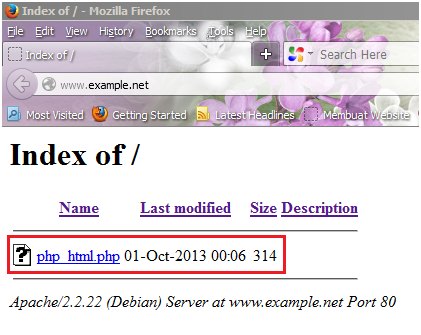 Index of / - Mozilla Firefox
File Edit View History Bookmarks Tools Help
Index of / + Search Here
www.example.net
Most Visited Getting Started Latest Headlines Membuat Website
Index of /
Name Last modified Size Description
php_html.php 01-Oct-2013 00:06 314
Apache/2.2.22 (Debian) Server at www.example.net Port 80